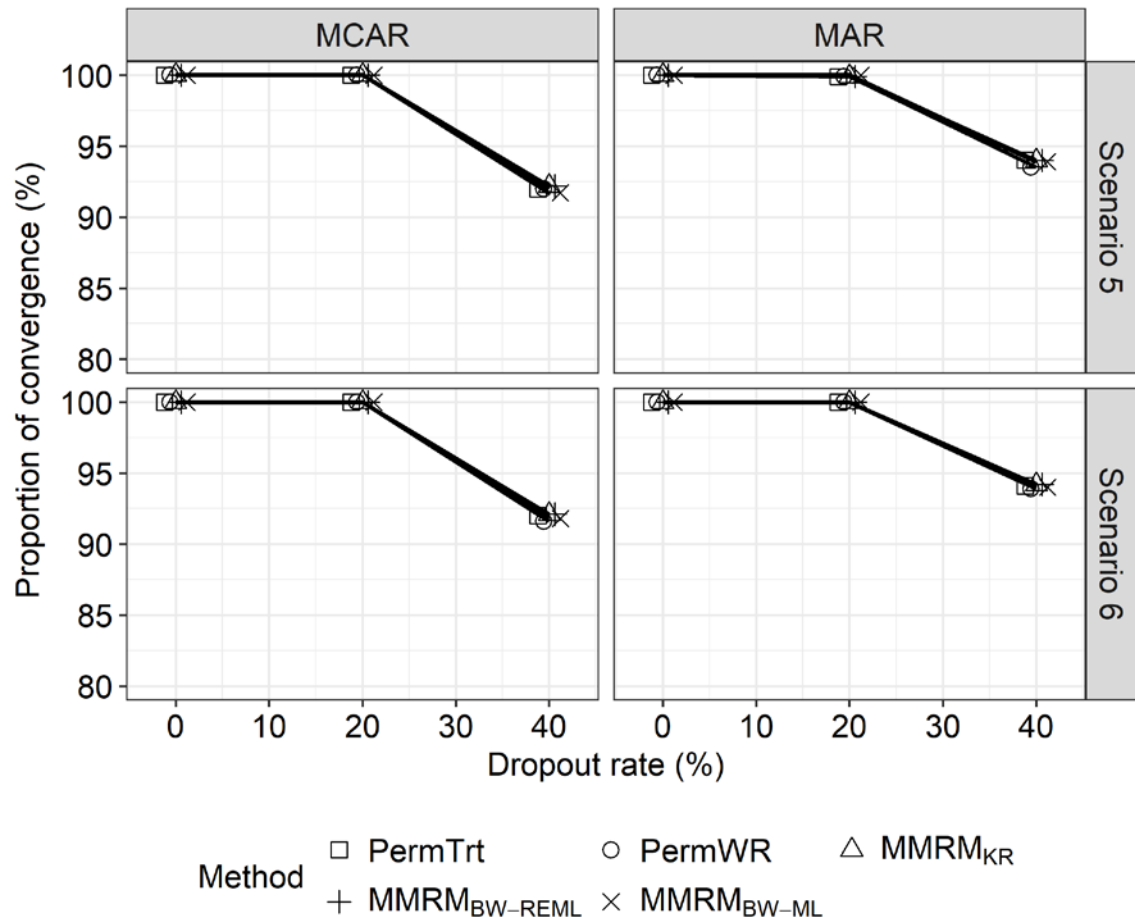 MCAR
MAR
Proportion of convergence (%)
100
95
90
85
80
Scenario 5
100
95
90
85
80
Scenario 6
0 10 20 30 40
0 10 20 30 40
Dropout rate (%)
Method
PermTrt
PermWR
MMRM_KR
MMRM_BW–REML
MMRM_BW–ML